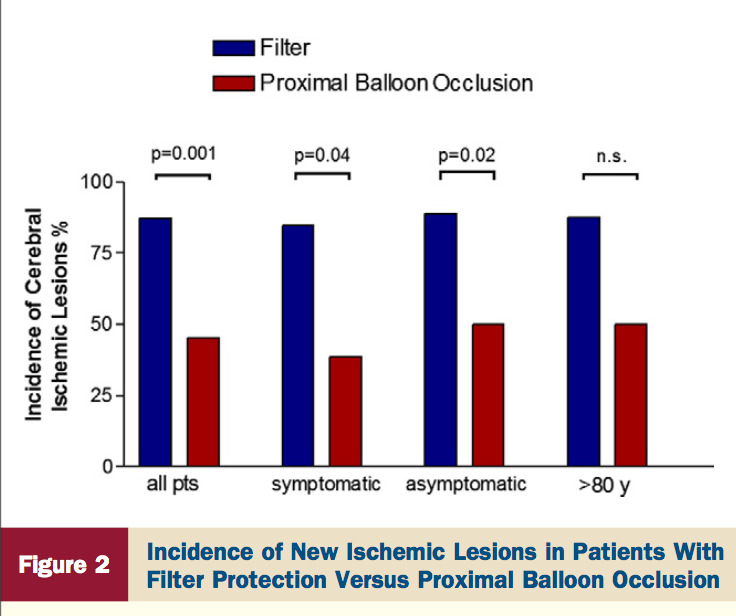 Filter
Proximal Balloon Occlusion
p=0.001
p=0.04
p=0.02
n.s.
Incidence of Cerebral
Ischemic Lesions %
100
75
50
25
0
all pts
symptomatic
asymptomatic
>80 y
Figure 2
Incidence of New Ischemic Lesions in Patients With
Filter Protection Versus Proximal Balloon Occlusion